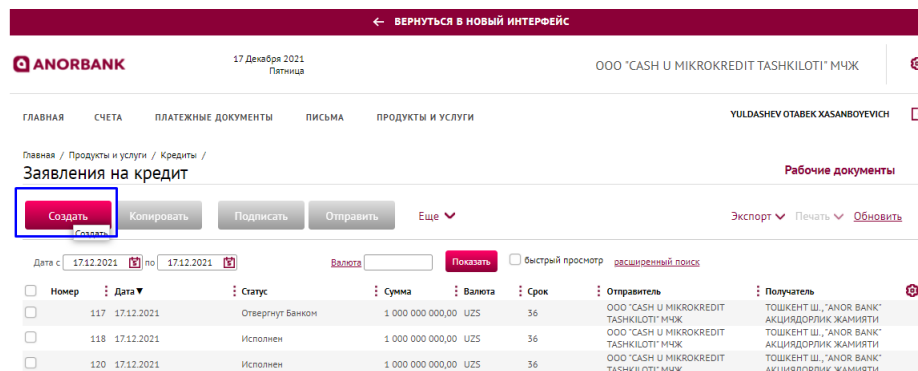 ← ВЕРНУТЬСЯ В НОВЫЙ ИНТЕРФЕЙС
ANORBANK
17 Декабря 2021
Пятница
ООО "CASH U MIKROKREDIT TASHKILOTI" МЧЖ
ГЛАВНАЯ СЧЕТА ПЛАТЕЖНЫЕ ДОКУМЕНТЫ ПИСЬМА ПРОДУКТЫ И УСЛУГИ
YULDASHEV OTABEK XASANBOYEVICH
Главная / Продукты и услуги / Кредиты /
Заявления на кредит
Рабочие документы
Создать Копировать Подписать Отправить Еще
Экспорт Печать Обновить
Создать
Дата с 17.12.2021 по 17.12.2021 Валюта Показать быстрый просмотр расширенный поиск
Номер Дата▼ Статус Сумма Валюта Срок Отправитель Получатель
117 17.12.2021 Отвергнут Банком 1 000 000 000,00 UZS 36 ООО "CASH U MIKROKREDIT ТОШКЕНТ Ш., "ANOR BANK"
TASHKILOTI" МЧЖ АКЦИЯДОРЛИК ЖАМИЯТИ
118 17.12.2021 Исполнен 1 000 000 000,00 UZS 36 ООО "CASH U MIKROKREDIT ТОШКЕНТ Ш., "ANOR BANK"
TASHKILOTI" МЧЖ АКЦИЯДОРЛИК ЖАМИЯТИ
120 17.12.2021 Исполнен 1 000 000 000,00 UZS 36 ООО "CASH U MIKROKREDIT ТОШКЕНТ Ш., "ANOR BANK"
TASHKILOTI" МЧЖ АКЦИЯДОРЛИК ЖАМИЯТИ